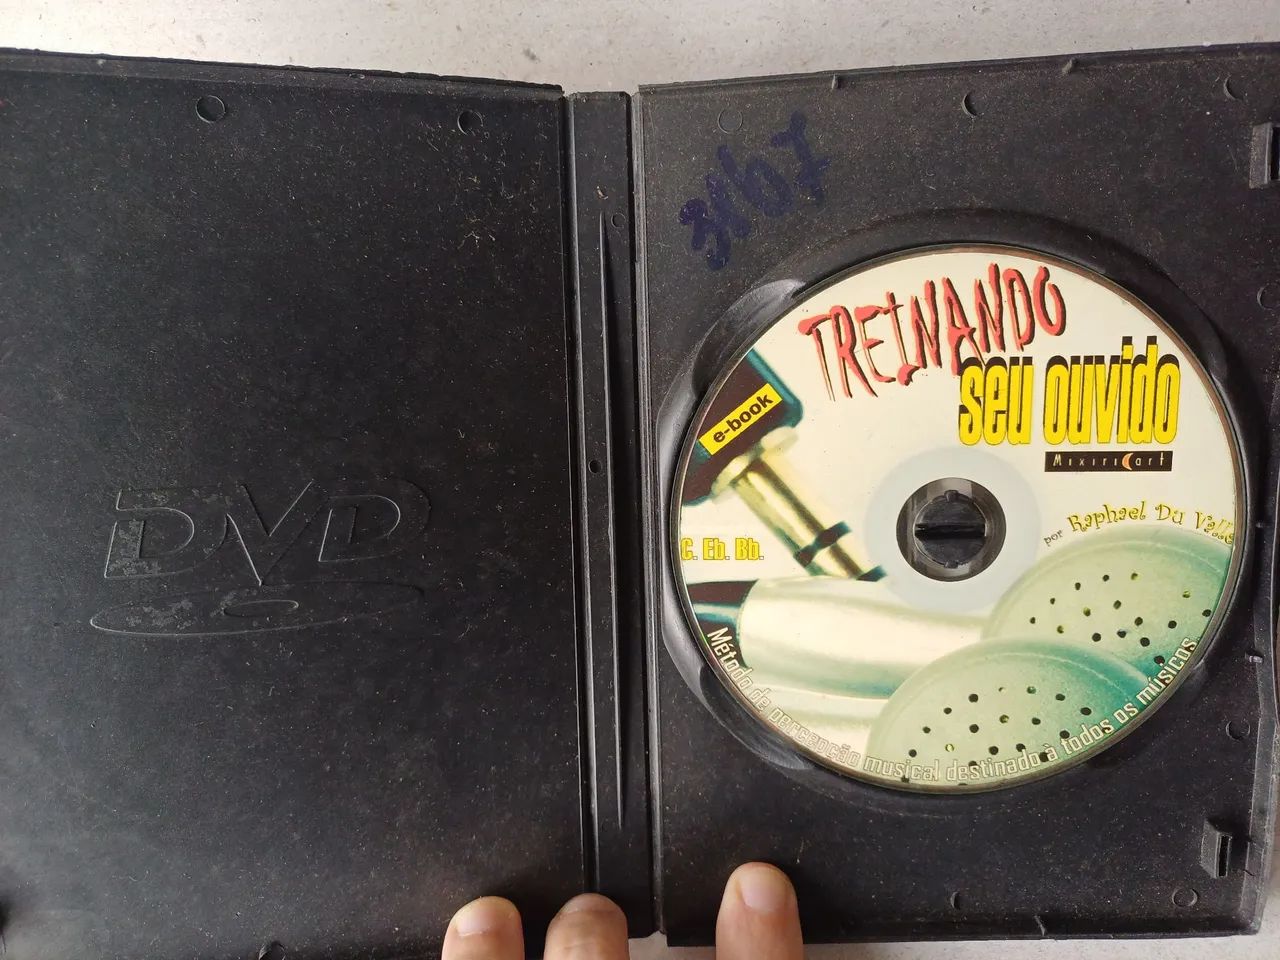 DVD
TREINANDO
seu ouvido
Mixiricart
e-book
por Raphael Du Valle
C. Eb. Bb.
Método de percepção musical destinado à todos os músicos